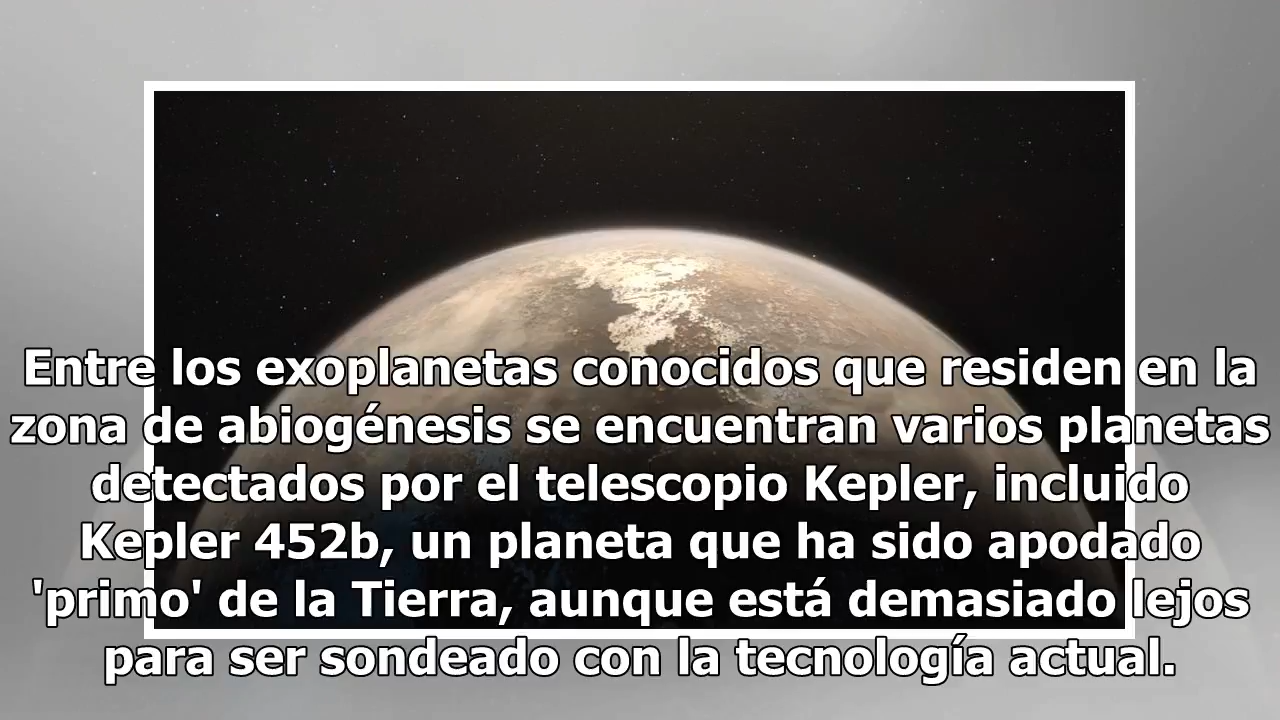 Entre los exoplanetas conocidos que residen en la
zona de abiogénesis se encuentran varios planetas
detectados por el telescopio Kepler, incluido
Kepler 452b, un planeta que ha sido apodado
'primo' de la Tierra, aunque está demasiado lejos
para ser sondeado con la tecnología actual.